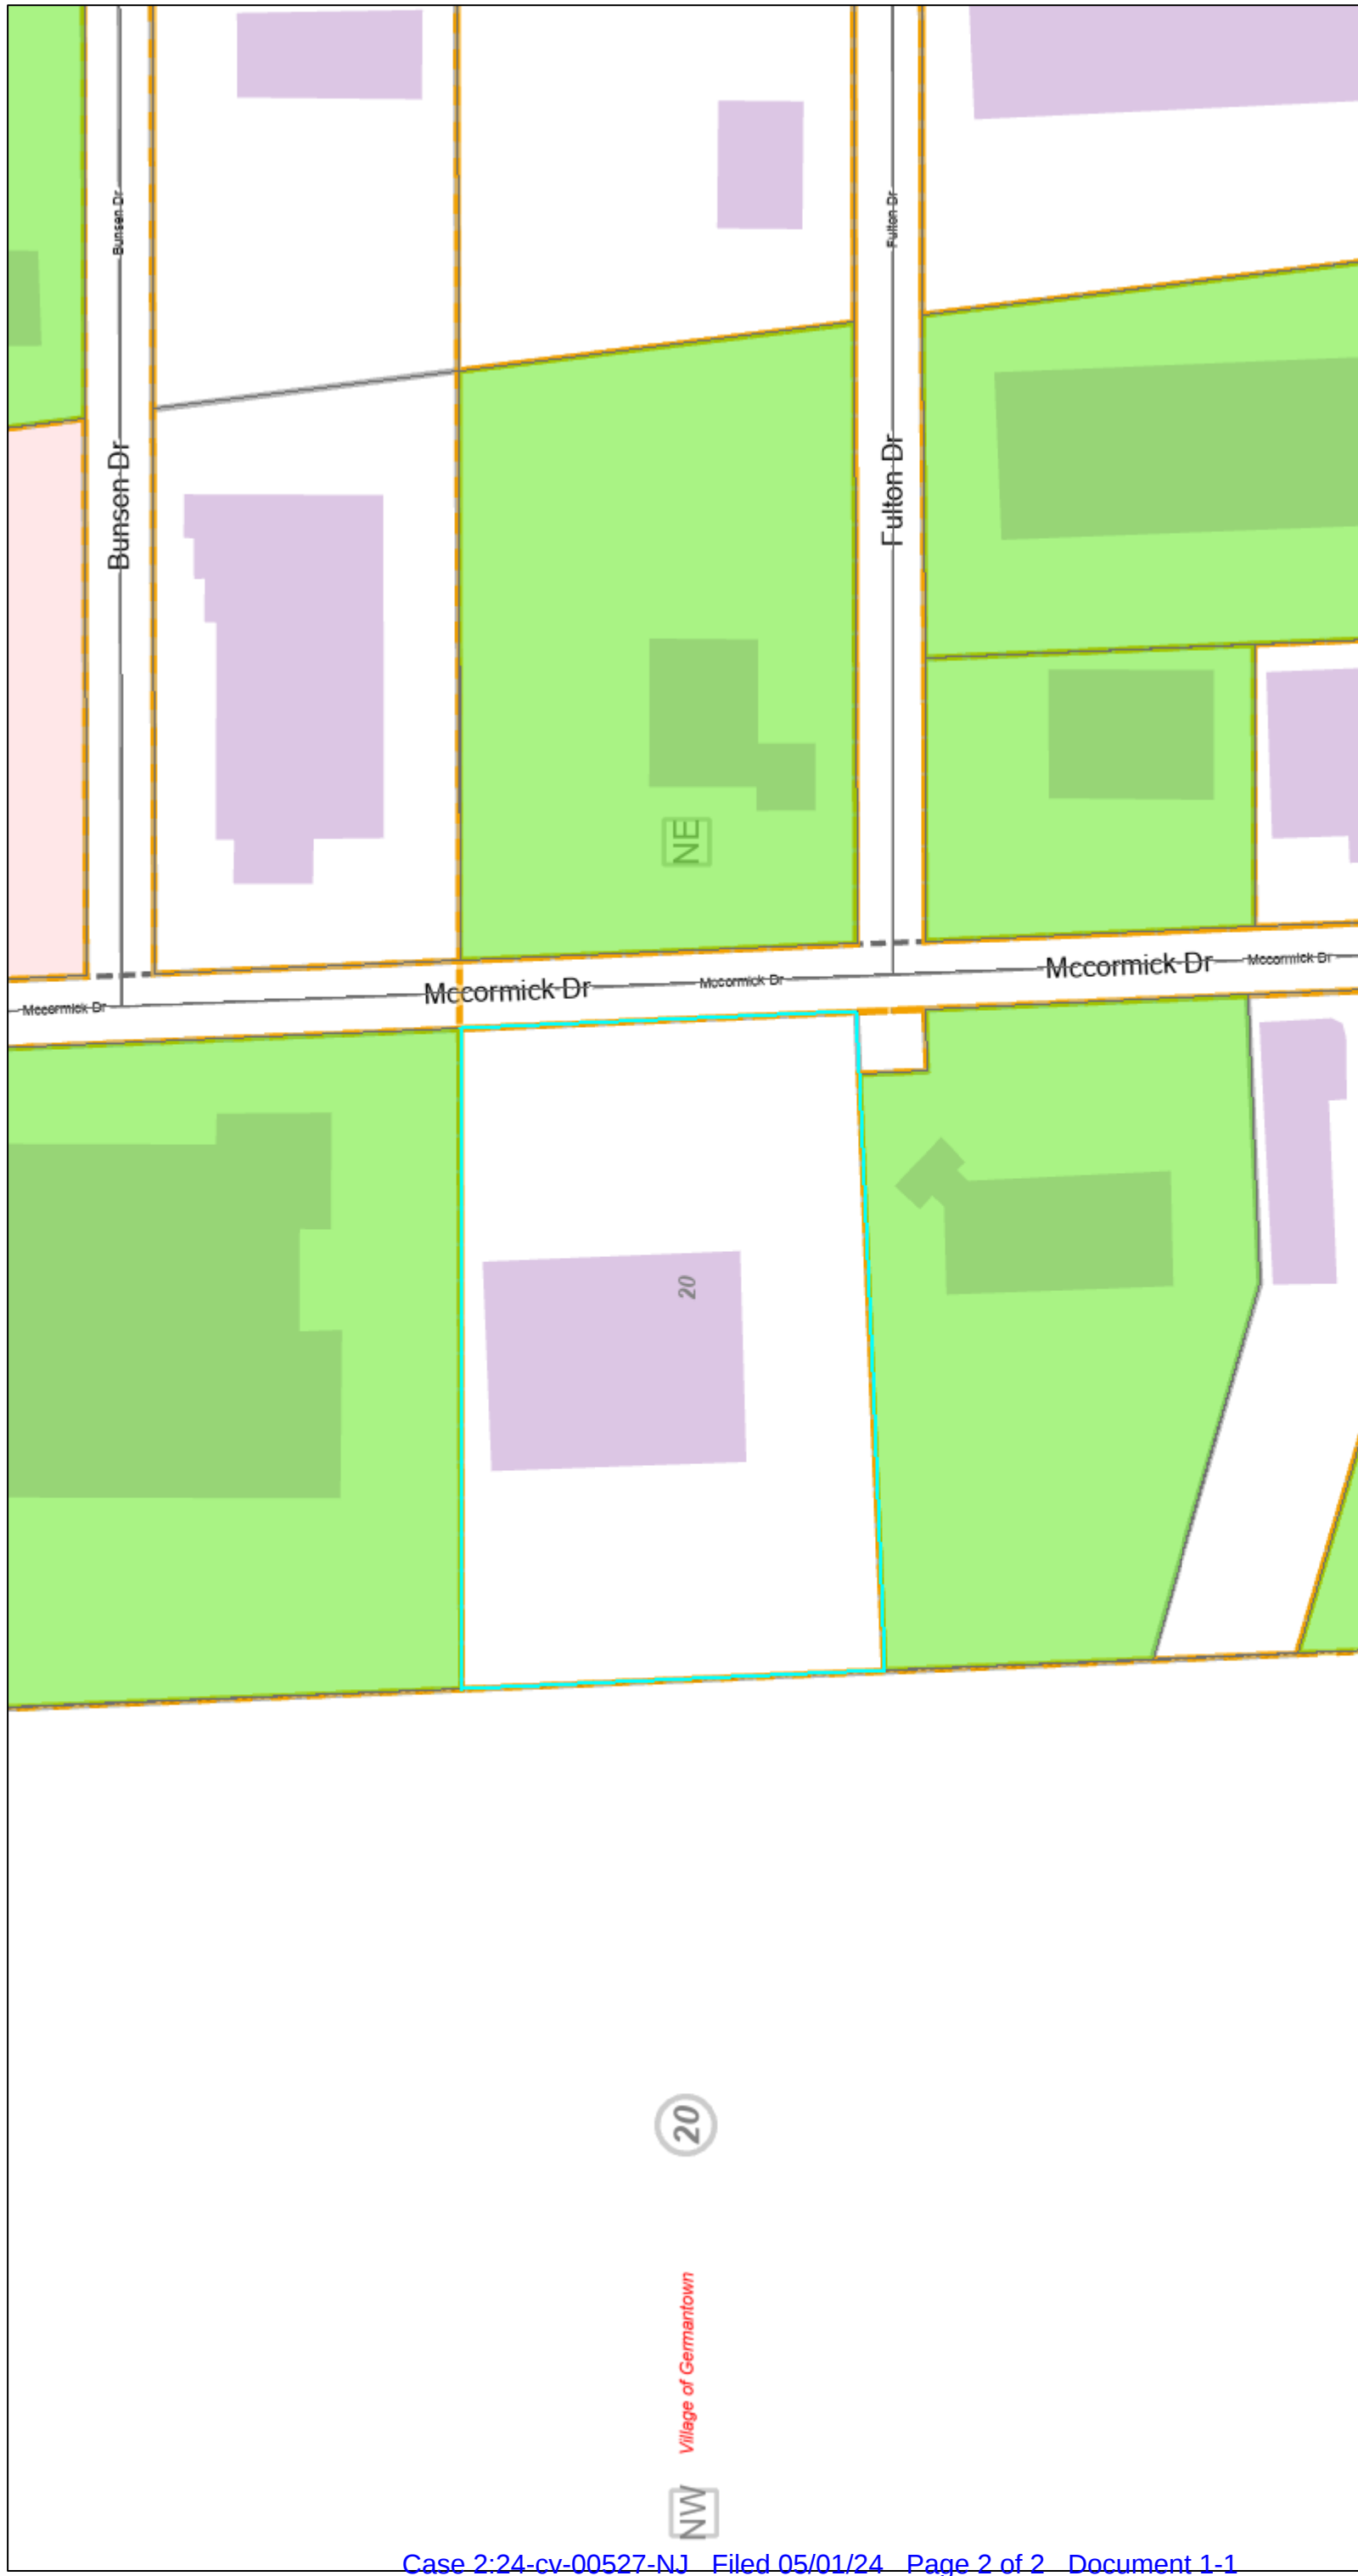 Bunsen Dr
Fulton Dr
Bunsen Dr
Fulton Dr
NE
Mccormick Dr
Mccormick Dr
Mccormick Dr
Mccormick Dr
Mccormick Dr
20
20
Village of Germantown
NW
Case 2:24-cv-00527-NJ Filed 05/01/24 Page 2 of 2 Document 1-1